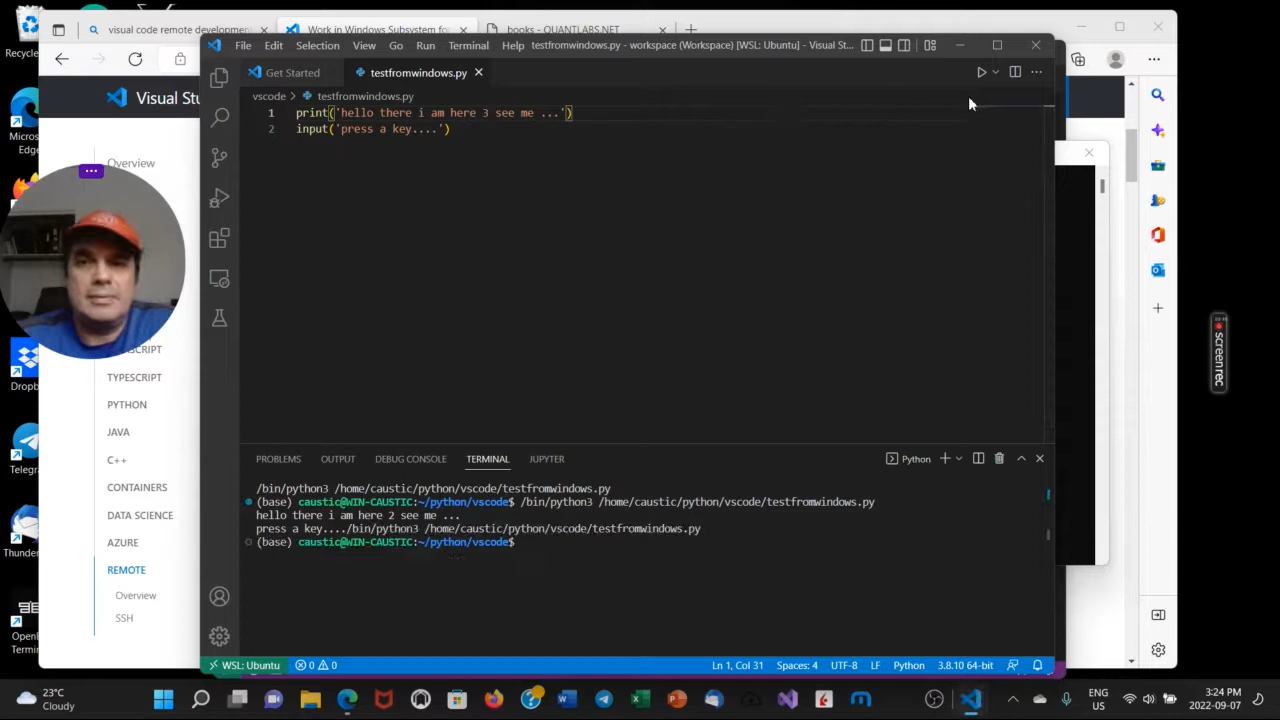 Recycle
visual code remote developmen
Work in Windows Subsystem fo
books - QUANTLABS.NET
File Edit Selection View Go Run Terminal Help testfromwindows.py - workspace (Workspace) [WSL: Ubuntu] - Visual St...
Visual Stu
Get Started
testfromwindows.py
vscode > testfromwindows.py
1 print('hello there i am here 3 see me ...')
2 input('press a key....')
Micros
Edge
Overview
TYPESCRIPT
PYTHON
JAVA
C++
CONTAINERS
DATA SCIENCE
AZURE
REMOTE
Overview
SSH
Dropb
Telegra
Thunder
Open
Termin
screenrec
PROBLEMS OUTPUT DEBUG CONSOLE TERMINAL JUPYTER
Python
/bin/python3 /home/caustic/python/vscode/testfromwindows.py
(base) caustic@WIN-CAUSTIC:~/python/vscode$ /bin/python3 /home/caustic/python/vscode/testfromwindows.py
hello there i am here 2 see me ...
press a key..../bin/python3 /home/caustic/python/vscode/testfromwindows.py
(base) caustic@WIN-CAUSTIC:~/python/vscode$
WSL: Ubuntu 0 0
Ln 1, Col 31 Spaces: 4 UTF-8 LF Python 3.8.10 64-bit
23°C
Cloudy
ENG
US
3:24 PM
2022-09-07